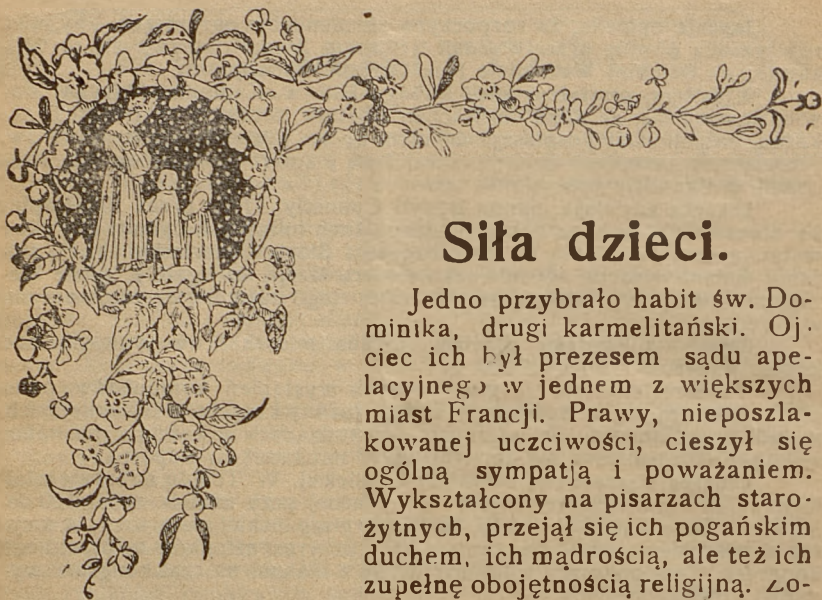 Siła dzieci.
Jedno przybrało habit św. Do-
minika, drugi karmelitański. Oj-
ciec ich był prezesem sądu ape-
lacyjnego w jednem z większych
miast Francji. Prawy, nieposzla-
kowanej uczciwości, cieszył się
ogólną sympatją i poważaniem.
Wykształcony na pisarzach staro-
żytnych, przejął się ich pogańskim
duchem, ich mądrością, ale też ich
zupełnę obojętnością religijną.